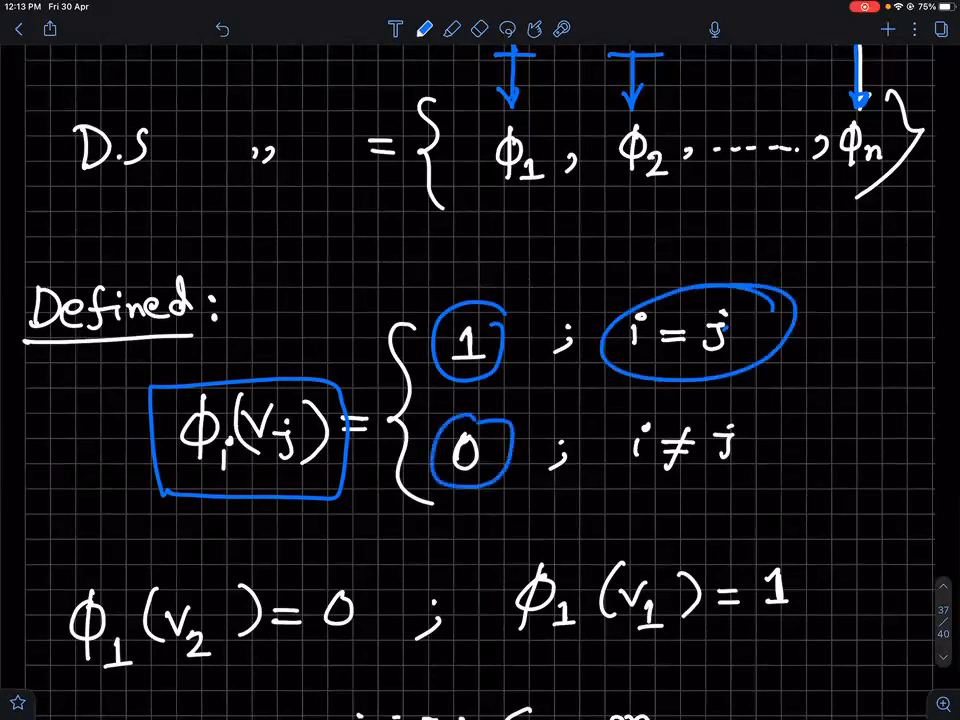 12:13 PM Fri 30 Apr
75%
D.S ,, = { ϕ₁ , ϕ₂ , ------ , ϕn }
Defined :
ϕᵢ(Vⱼ) = { 1 ; i = j
0 ; i ≠ j
ϕ₁(V₂) = 0 ; ϕ₁(V₁) = 1
37
/
40